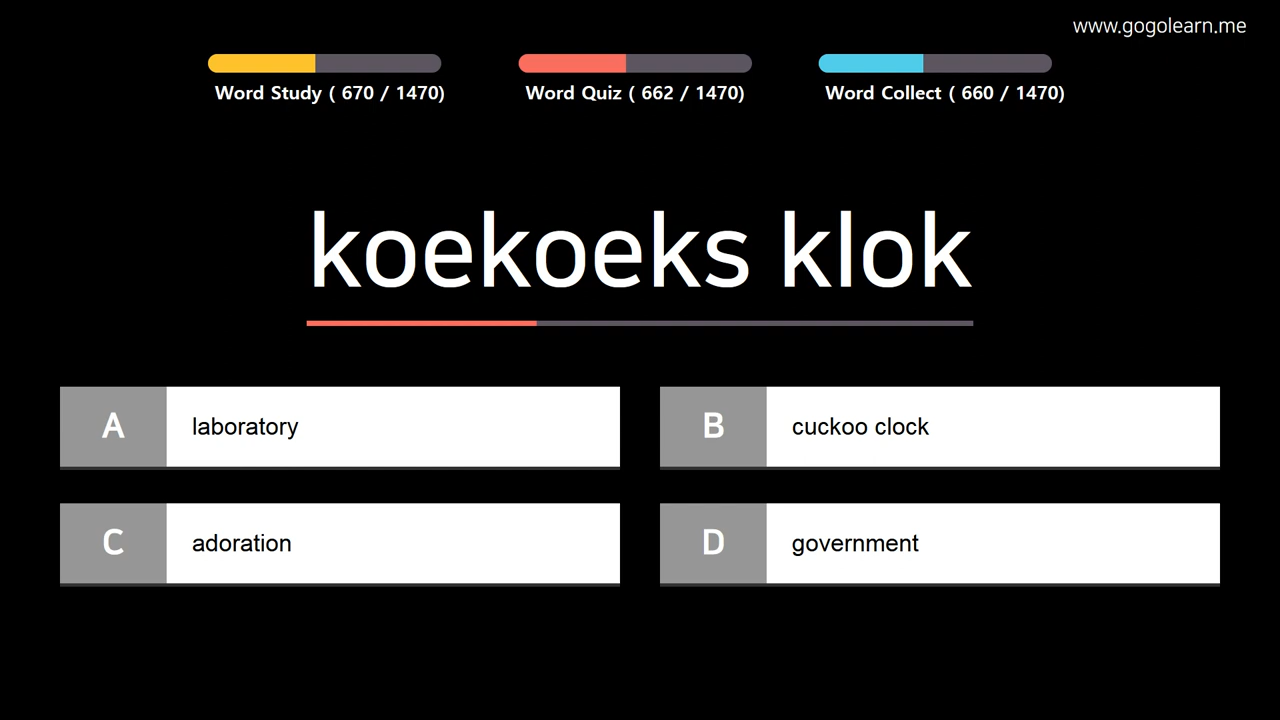 www.gogolearn.me
Word Study ( 670 / 1470)
Word Quiz ( 662 / 1470)
Word Collect ( 660 / 1470)
koekoeks klok
A laboratory
B cuckoo clock
C adoration
D government